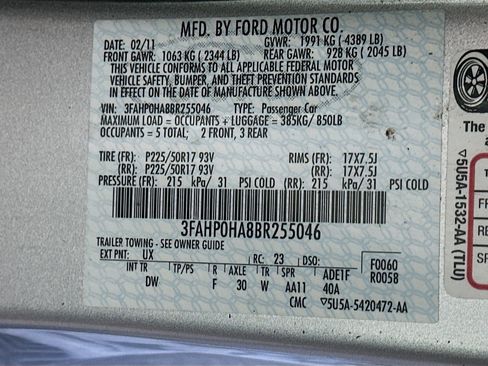 MFD. BY FORD MOTOR CO.
DATE: 02/11 GVWR: 1991 KG (-4389 LB)
FRONT GAWR: 1063 KG (2344 LB) REAR GAWR: 928 KG (2045 LB)
THIS VEHICLE CONFORMS TO ALL APPLICABLE FEDERAL MOTOR
VEHICLE SAFETY, BUMPER, AND THEFT PREVENTION STANDARDS
IN EFFECT ON THE DATE OF MANUFACTURE SHOWN ABOVE.
VIN: 3FAHP0HA8BR255046 TYPE: Passenger Car
MAXIMUM LOAD = OCCUPANTS + LUGGAGE = 385KG / 850LB
OCCUPANTS = 5 TOTAL: 2 FRONT, 3 REAR
TIRE (FR): P225/50R17 93V RIMS (FR): 17X7.5J
(RR): P225/50R17 93V (RR): 17X7.5J
PRESSURE (FR): 215 kPa/ 31 PSI COLD (RR): 215 kPa/ 31 PSI COLD
3FAHP0HA8BR255046
TRAILER TOWING - SEE OWNER GUIDE
EXT PNT: UX RC: 23 DSO: F0060
R0058
INT TR TP/PS R AXLE TR SPR ADE1F
DW F 30 W AA11 40A
CMC ▽5U5A-5420472-AA
The
▽5U5A-1532-AA (TLU)